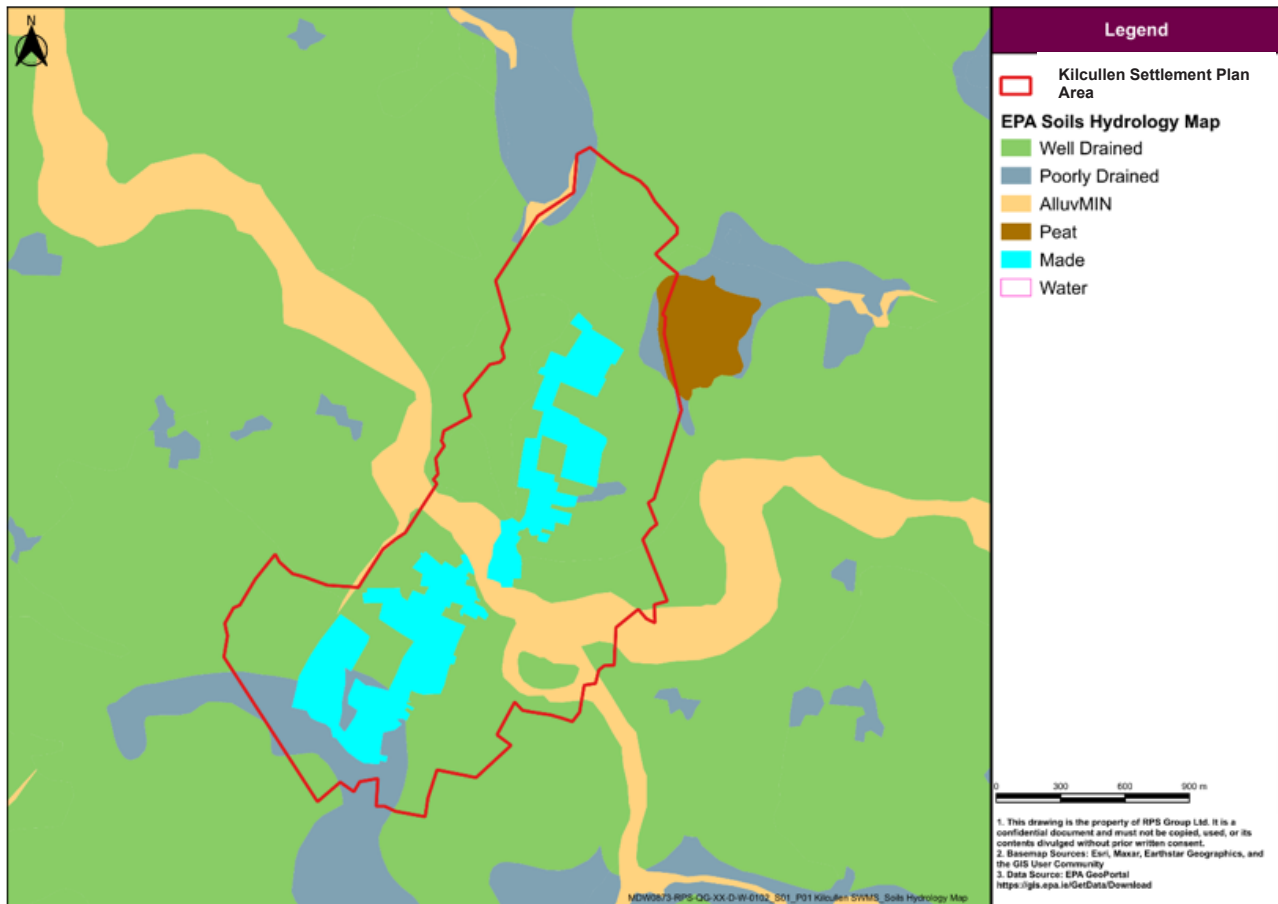 N
Legend
Kilcullen Settlement Plan
Area
EPA Soils Hydrology Map
Well Drained
Poorly Drained
AlluvMIN
Peat
Made
Water
0 300 600 900 m
1. This drawing is the property of RPS Group Ltd. It is a
confidential document and must not be copied, used, or its
contents divulged without prior written consent.
2. Basemap Sources: Esri, Maxar, Earthstar Geographics, and
the GIS User Community
3. Data Source: EPA GeoPortal
https://gis.epa.ie/GetData/Download
MDW0873-RPS-QG-XX-D-W-0102_S01_P01 Kilcullen SWMS_Soils Hydrology Map